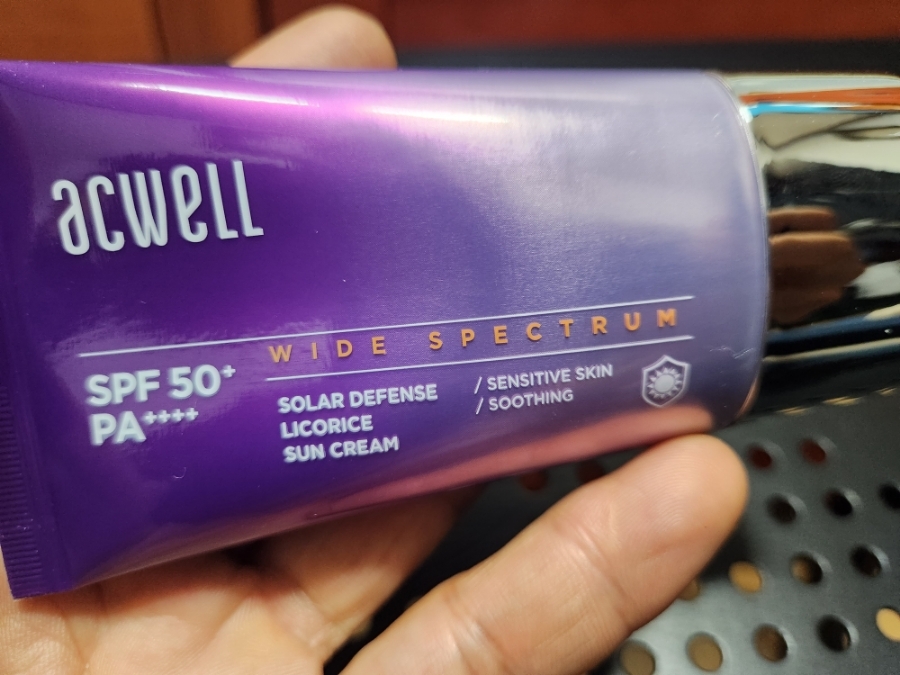 acwell
WIDE SPECTRUM
SPF 50+
PA++++
SOLAR DEFENSE
LICORICE
SUN CREAM
/ SENSITIVE SKIN
/ SOOTHING